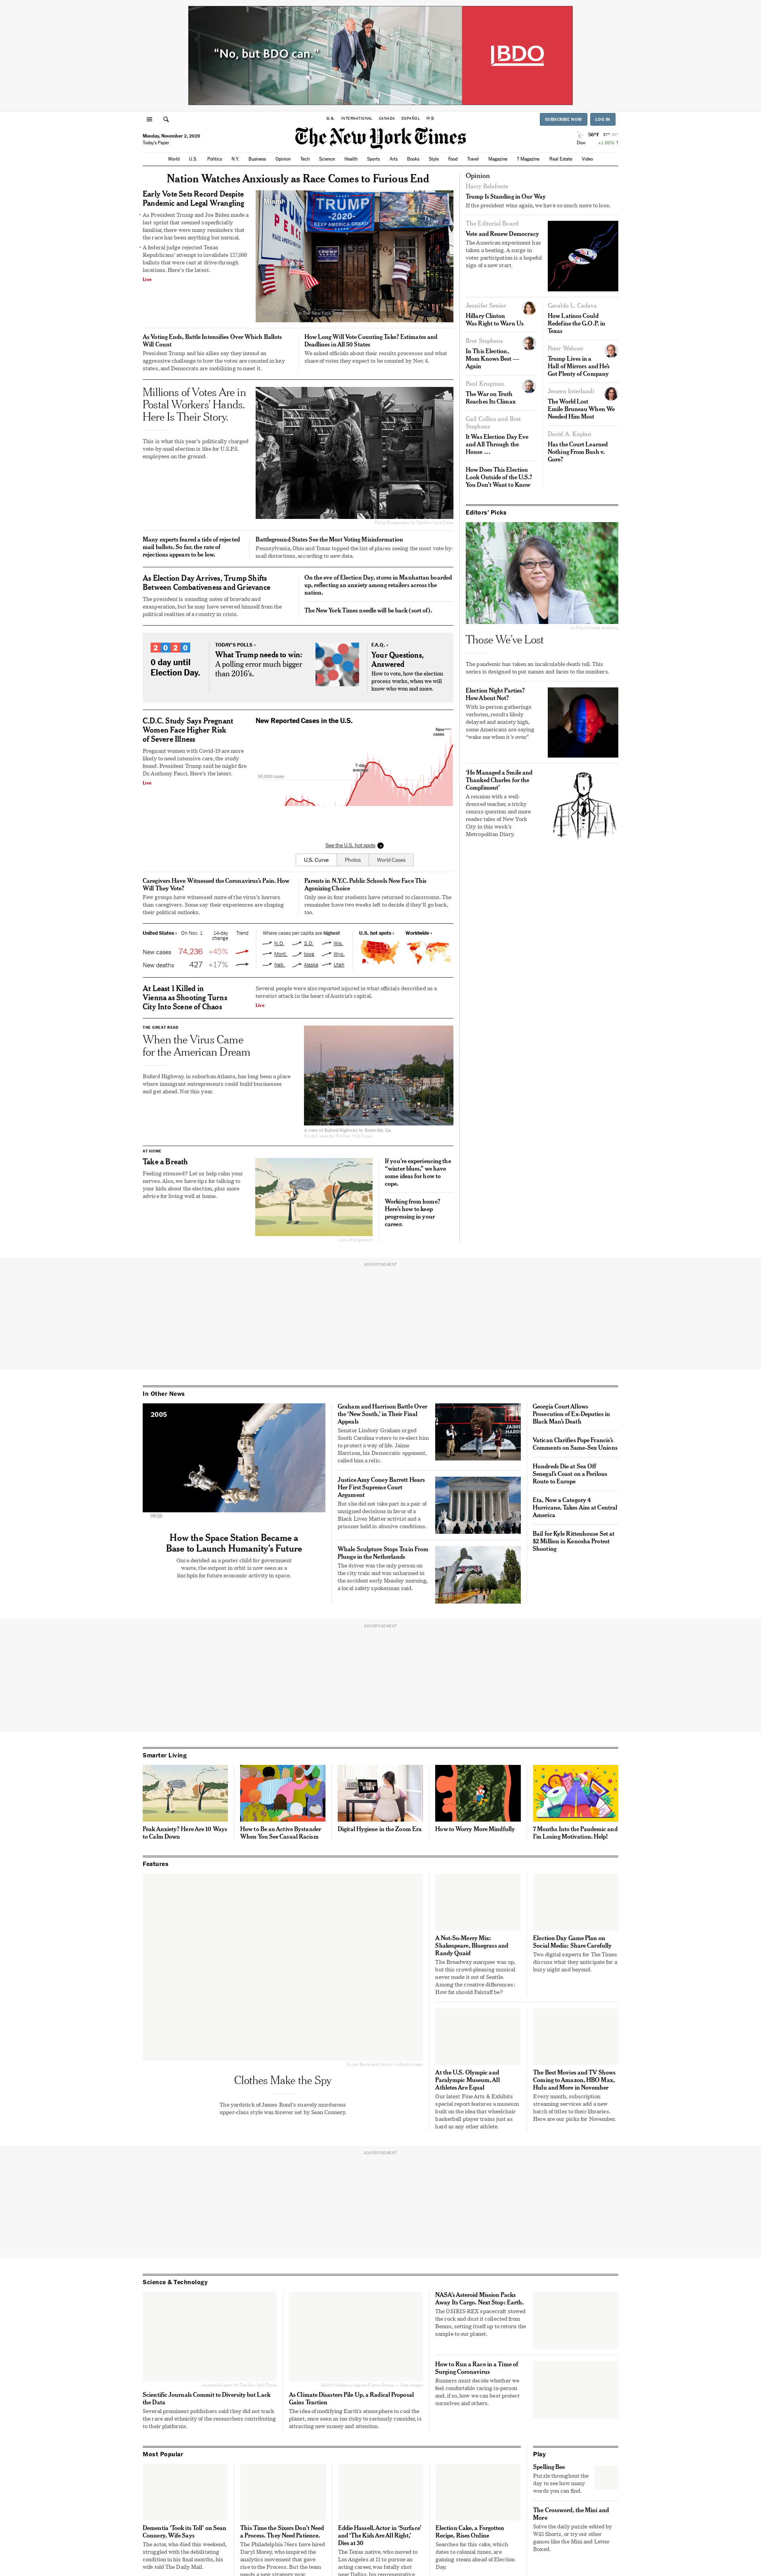 “No, but BDO can.”
IBDO
U.S. INTERNATIONAL CANADA ESPAÑOL 中文
SUBSCRIBE NOW LOG IN
Monday, November 2, 2020
Today’s Paper
The New York Times
56°F
Dow +1.60% ↑
World U.S. Politics N.Y. Business Opinion Tech Science Health Sports Arts Books Style Food Travel Magazine T Magazine Real Estate Video
Nation Watches Anxiously as Race Comes to Furious End
Early Vote Sets Record Despite
Pandemic and Legal Wrangling
• As President Trump and Joe Biden made a
last sprint that seemed superficially
familiar, there were many reminders that
the race has been anything but normal.
• A federal judge rejected Texas
Republicans’ attempt to invalidate 127,000
ballots that were cast at drive-through
locations. Here’s the latest.
Live
Miami
TRUMP
-2020-
KEEP AMERICA GREAT!
As Voting Ends, Battle Intensifies Over Which Ballots
Will Count
President Trump and his allies say they intend an
aggressive challenge to how the votes are counted in key
states, and Democrats are mobilizing to meet it.
How Long Will Vote Counting Take? Estimates and
Deadlines in All 50 States
We asked officials about their results processes and what
share of votes they expect to be counted by Nov. 4.
Millions of Votes Are in
Postal Workers’ Hands.
Here Is Their Story.
This is what this year’s politically charged
vote-by-mail election is like for U.S.P.S.
employees on the ground.
Many experts feared a tide of rejected
mail ballots. So far, the rate of
rejections appears to be low.
Battleground States See the Most Voting Misinformation
Pennsylvania, Ohio and Texas topped the list of places seeing the most vote-by-
mail distortions, according to new data.
As Election Day Arrives, Trump Shifts
Between Combativeness and Grievance
The president is sounding notes of bravado and
exasperation, but he may have severed himself from the
political realities of a country in crisis.
On the eve of Election Day, stores in Manhattan boarded
up, reflecting an anxiety among retailers across the
nation.
The New York Times needle will be back (sort of).
2020
0 day until
Election Day.
TODAY’S POLLS ›
What Trump needs to win:
A polling error much bigger
than 2016’s.
F.A.Q. ›
Your Questions,
Answered
How to vote, how the election
process works, when we will
know who won and more.
C.D.C. Study Says Pregnant
Women Face Higher Risk
of Severe Illness
Pregnant women with Covid-19 are more
likely to need intensive care, the study
found. President Trump said he might fire
Dr. Anthony Fauci. Here’s the latest.
Live
New Reported Cases in the U.S.
New
cases
7-day
average
50,000 cases
See the U.S. hot spots
U.S. Curve Photos World Cases
Caregivers Have Witnessed the Coronavirus’s Pain. How
Will They Vote?
Few groups have witnessed more of the virus’s horrors
than caregivers. Some say their experiences are shaping
their political outlooks.
Parents in N.Y.C. Public Schools Now Face This
Agonizing Choice
Only one in four students have returned to classrooms. The
remainder have two weeks left to decide if they’ll go back,
too.
United States › On Nov. 1 14-day
change Trend
New cases 74,236 +45%
New deaths 427 +17%
Where cases per capita are highest
N.D. S.D. Wis.
Mont. Iowa Wyo.
Neb. Alaska Utah
U.S. hot spots › Worldwide ›
At Least 1 Killed in
Vienna as Shooting Turns
City Into Scene of Chaos
Several people were also reported injured in what officials described as a
terrorist attack in the heart of Austria’s capital.
Live
THE GREAT READ
When the Virus Came
for the American Dream
Buford Highway, in suburban Atlanta, has long been a place
where immigrant entrepreneurs could build businesses
and get ahead. Not this year.
A view of Buford Highway in Doraville, Ga.
AT HOME
Take a Breath
Feeling stressed? Let us help calm your
nerves. Also, we have tips for talking to
your kids about the election, plus more
advice for living well at home.
If you’re experiencing the
“winter blues,” we have
some ideas for how to
cope.
Working from home?
Here’s how to keep
progressing in your
career.
Opinion
Harry Belafonte
Trump Is Standing in Our Way
If the president wins again, we have so much more to lose.
The Editorial Board
Vote and Renew Democracy
The American experiment has
taken a beating. A surge in
voter participation is a hopeful
sign of a new start.
Jennifer Senior
Hillary Clinton
Was Right to Warn Us
Bret Stephens
In This Election,
Mom Knows Best —
Again
Paul Krugman
The War on Truth
Reaches Its Climax
Gail Collins and Bret
Stephens
It Was Election Day Eve
and All Through the
House …
How Does This Election
Look Outside of the U.S.?
You Don’t Want to Know
Geraldo L. Cadava
How Latinos Could
Redefine the G.O.P. in
Texas
Peter Wehner
Trump Lives in a
Hall of Mirrors and He’s
Got Plenty of Company
Jeneen Interlandi
The World Lost
Emile Bruneau When We
Needed Him Most
David A. Kaplan
Has the Court Learned
Nothing From Bush v.
Gore?
Editors’ Picks
Those We’ve Lost
The pandemic has taken an incalculable death toll. This
series is designed to put names and faces to the numbers.
Election Night Parties?
How About Not?
With in-person gatherings
verboten, results likely
delayed and anxiety high,
some Americans are saying
“wake me when it’s over.”
‘He Managed a Smile and
Thanked Charles for the
Compliment’
A reunion with a well-
dressed teacher, a tricky
census question and more
reader tales of New York
City in this week’s
Metropolitan Diary.
ADVERTISEMENT
In Other News
2005
NASA
How the Space Station Became a
Base to Launch Humanity’s Future
Once derided as a poster child for government
waste, the outpost in orbit is now seen as a
linchpin for future economic activity in space.
Graham and Harrison Battle Over
the ‘New South,’ in Their Final
Appeals
Senator Lindsey Graham urged
South Carolina voters to re-elect him
to protect a way of life. Jaime
Harrison, his Democratic opponent,
called him a relic.
Justice Amy Coney Barrett Hears
Her First Supreme Court
Argument
But she did not take part in a pair of
unsigned decisions in favor of a
Black Lives Matter activist and a
prisoner held in abusive conditions.
Whale Sculpture Stops Train From
Plunge in the Netherlands
The driver was the only person on
the city train and was unharmed in
the accident early Monday morning,
a local safety spokesman said.
Georgia Court Allows
Prosecution of Ex-Deputies in
Black Man’s Death
Vatican Clarifies Pope Francis’s
Comments on Same-Sex Unions
Hundreds Die at Sea Off
Senegal’s Coast on a Perilous
Route to Europe
Eta, Now a Category 4
Hurricane, Takes Aim at Central
America
Bail for Kyle Rittenhouse Set at
$2 Million in Kenosha Protest
Shooting
ADVERTISEMENT
Smarter Living
Peak Anxiety? Here Are 10 Ways
to Calm Down
How to Be an Active Bystander
When You See Casual Racism
Digital Hygiene in the Zoom Era
How to Worry More Mindfully
7 Months Into the Pandemic and
I’m Losing Motivation. Help!
Features
Clothes Make the Spy
The yardstick of James Bond’s suavely murderous
upper-class style was forever set by Sean Connery.
A Not-So-Merry Mix:
Shakespeare, Bluegrass and
Randy Quaid
The Broadway marquee was up,
but this crowd-pleasing musical
never made it out of Seattle.
Among the creative differences:
How fat should Falstaff be?
Election Day Game Plan on
Social Media: Share Carefully
Two digital experts for The Times
discuss what they anticipate for a
busy night and beyond.
At the U.S. Olympic and
Paralympic Museum, All
Athletes Are Equal
Our latest Fine Arts & Exhibits
special report features a museum
built on the idea that wheelchair
basketball player trains just as
hard as any other athlete.
The Best Movies and TV Shows
Coming to Amazon, HBO Max,
Hulu and More in November
Every month, subscription
streaming services add a new
batch of titles to their libraries.
Here are our picks for November.
ADVERTISEMENT
Science & Technology
Scientific Journals Commit to Diversity but Lack
the Data
Several prominent publishers said they did not track
the race and ethnicity of the researchers contributing
to their platforms.
As Climate Disasters Pile Up, a Radical Proposal
Gains Traction
The idea of modifying Earth’s atmosphere to cool the
planet, once seen as too risky to seriously consider, is
attracting new money and attention.
NASA’s Asteroid Mission Packs
Away Its Cargo. Next Stop: Earth.
The OSIRIS-REX spacecraft stowed
the rock and dust it collected from
Bennu, setting itself up to return the
sample to our planet.
How to Run a Race in a Time of
Surging Coronavirus
Runners must decide whether we
feel comfortable racing in-person
and, if so, how we can best protect
ourselves and others.
Most Popular
Dementia ‘Took its Toll’ on Sean
Connery, Wife Says
The actor, who died this weekend,
struggled with the debilitating
condition in his final months, his
wife told The Daily Mail.
This Time the Sixers Don’t Need
a Process. They Need Patience.
The Philadelphia 76ers have hired
Daryl Morey, who inspired the
analytics movement that gave
rise to the Process. But the team
needs a new strategy now.
Eddie Hassell, Actor in ‘Surface’
and ‘The Kids Are All Right,’
Dies at 30
The Texas native, who moved to
Los Angeles at 11 to pursue an
acting career, was fatally shot
near Dallas, his representative
Election Cake, a Forgotten
Recipe, Rises Online
Searches for this cake, which
dates to colonial times, are
gaining steam ahead of Election
Day.
Play
Spelling Bee
Puzzle throughout the
day to see how many
words you can find.
The Crossword, the Mini and
More
Solve the daily puzzle edited by
Will Shortz, or try out other
games like the Mini and Letter
Boxed.